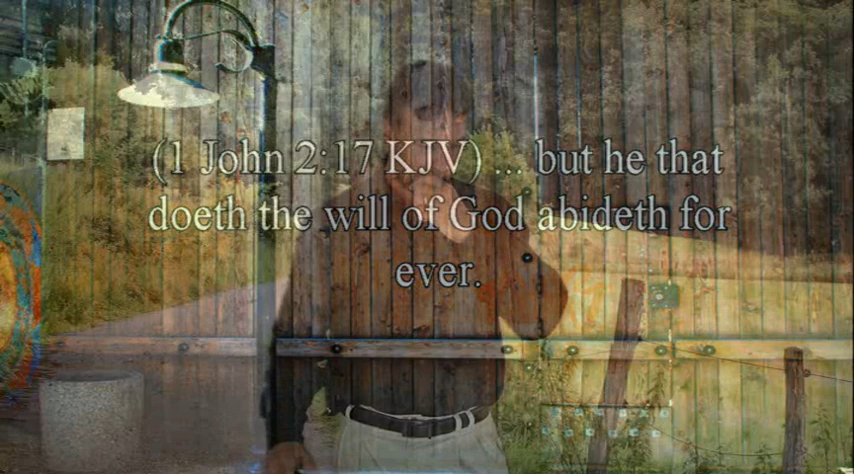 (1 John 2:17 KJV) ... but he that
doeth the will of God abideth for
ever.